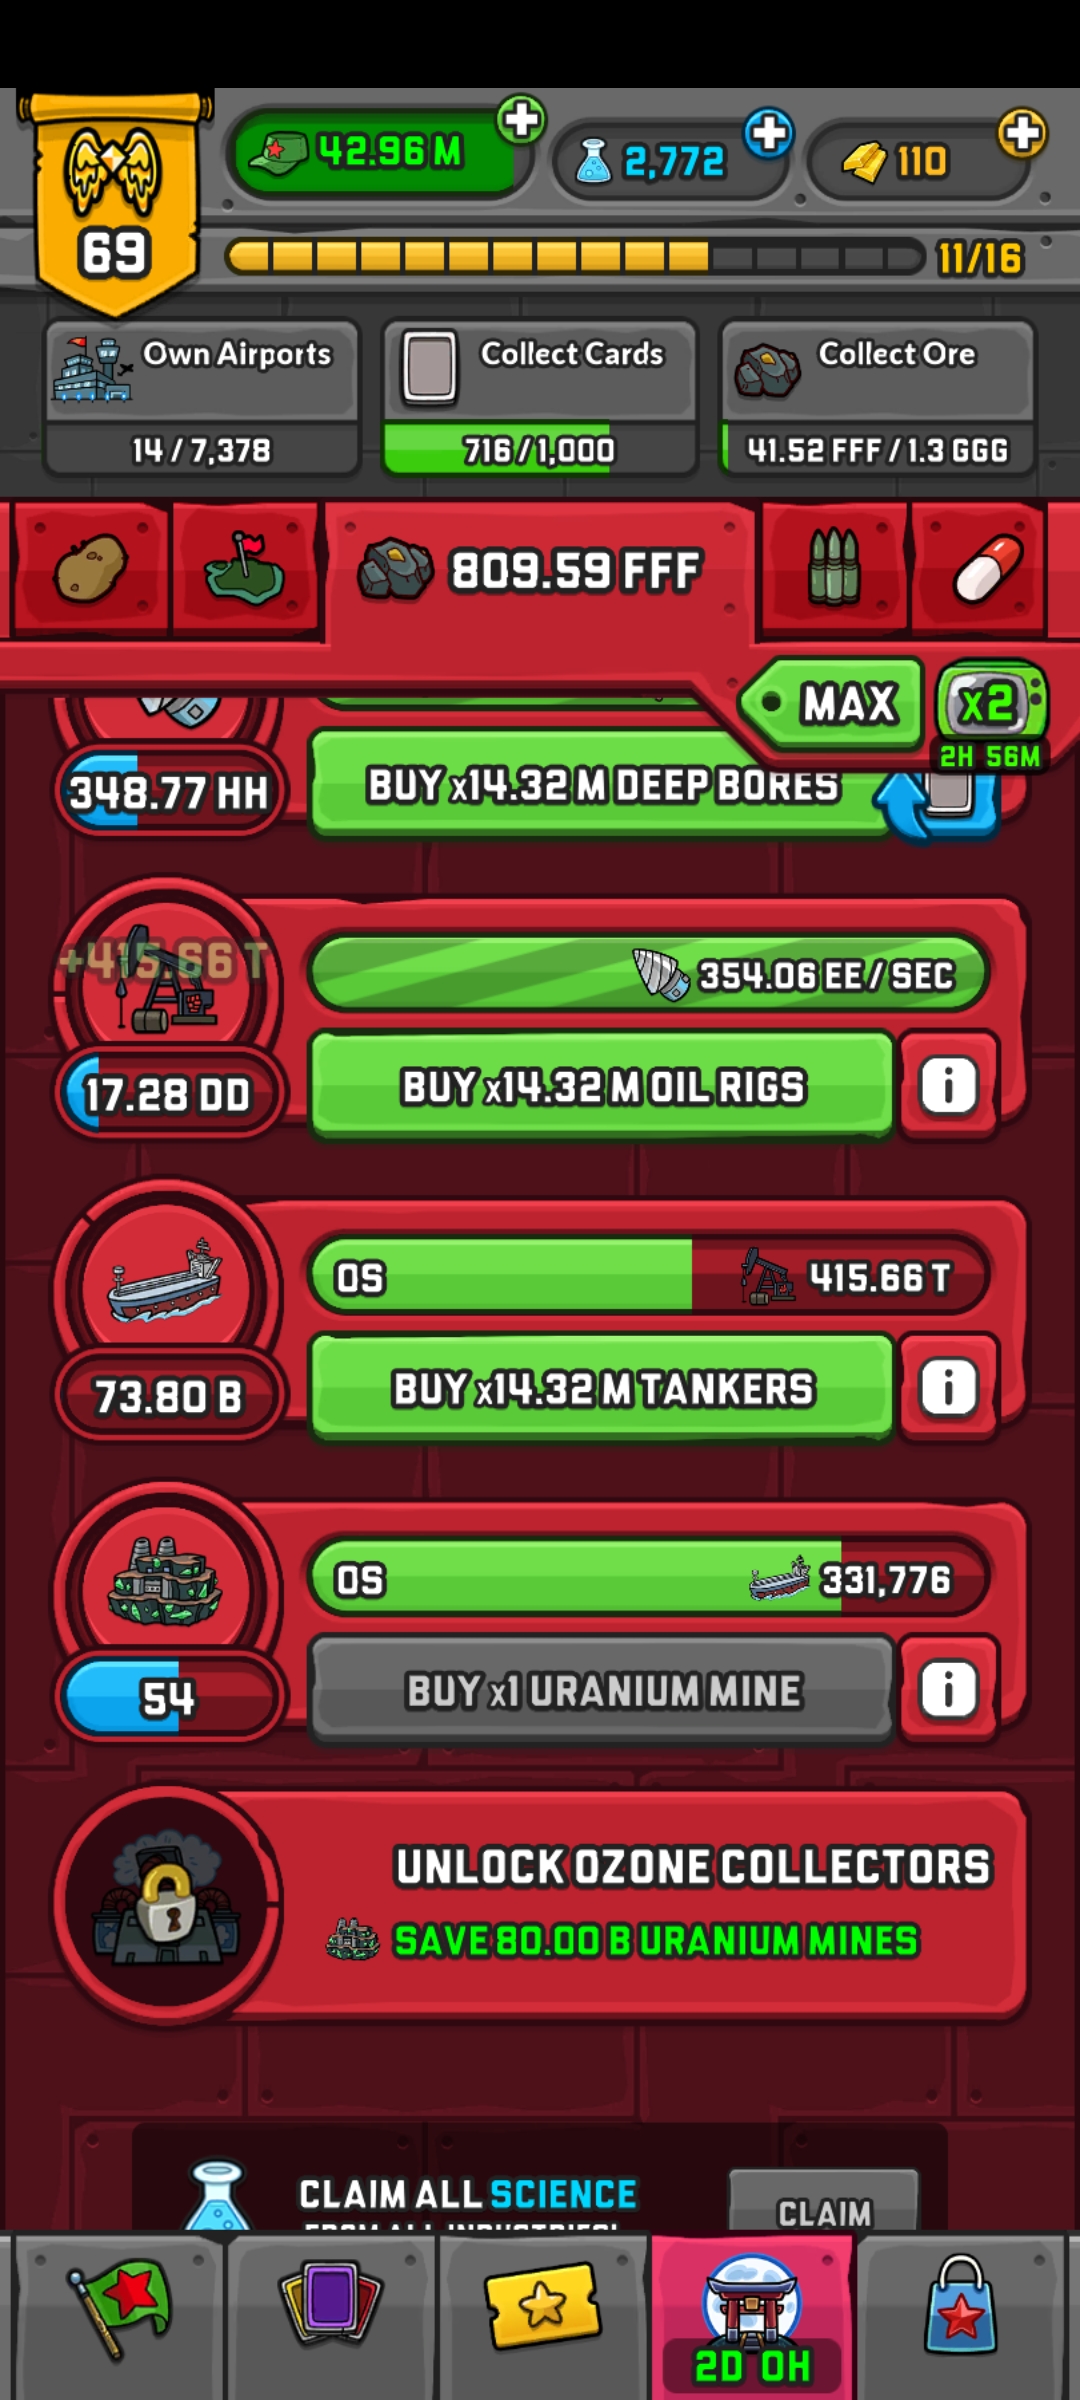 42.96 M
2,772
110
69
11/16
Own Airports
14 / 7,378
Collect Cards
716 / 1,000
Collect Ore
41.52 FFF / 1.3 GGG
809.59 FFF
MAX
x2
2H 56M
348.77 HH
BUY x14.32 M DEEP BORES
+415.66 T
354.06 EE / SEC
17.28 DD
BUY x14.32 M OIL RIGS
i
0S
415.66 T
73.80 B
BUY x14.32 M TANKERS
i
0S
331,776
54
BUY x1 URANIUM MINE
i
UNLOCK OZONE COLLECTORS
SAVE 80.00 B URANIUM MINES
CLAIM ALL SCIENCE
FROM ALL INDUSTRIES!
CLAIM
2D 0H